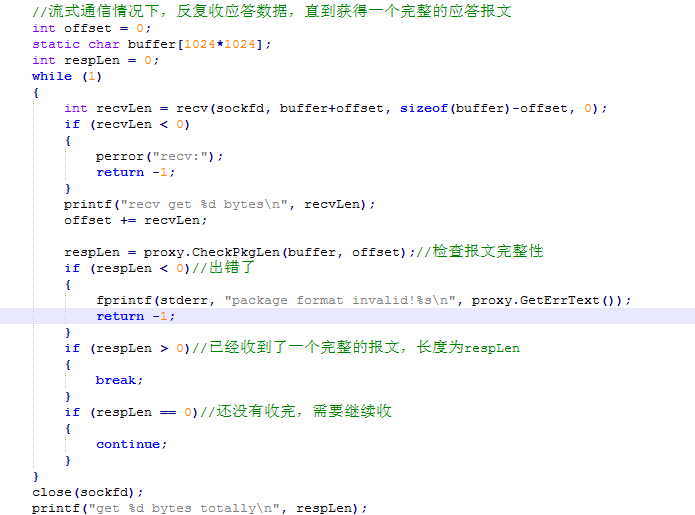 //流式通信情况下，反复收应答数据，直到获得一个完整的应答报文
int offset = 0;
static char buffer[1024*1024];
int respLen = 0;
while (1)
{
int recvLen = recv(sockfd, buffer+offset, sizeof(buffer)-offset, 0);
if (recvLen < 0)
{
perror("recv:");
return -1;
}
printf("recv get %d bytes\n", recvLen);
offset += recvLen;
respLen = proxy.CheckPkgLen(buffer, offset);//检查报文完整性
if (respLen < 0)//出错了
{
fprintf(stderr, "package format invalid!%s\n", proxy.GetErrText());
return -1;
}
if (respLen > 0)//已经收到了一个完整的报文，长度为respLen
{
break;
}
if (respLen == 0)//还没有收完，需要继续收
{
continue;
}
}
close(sockfd);
printf("get %d bytes totally\n", respLen);